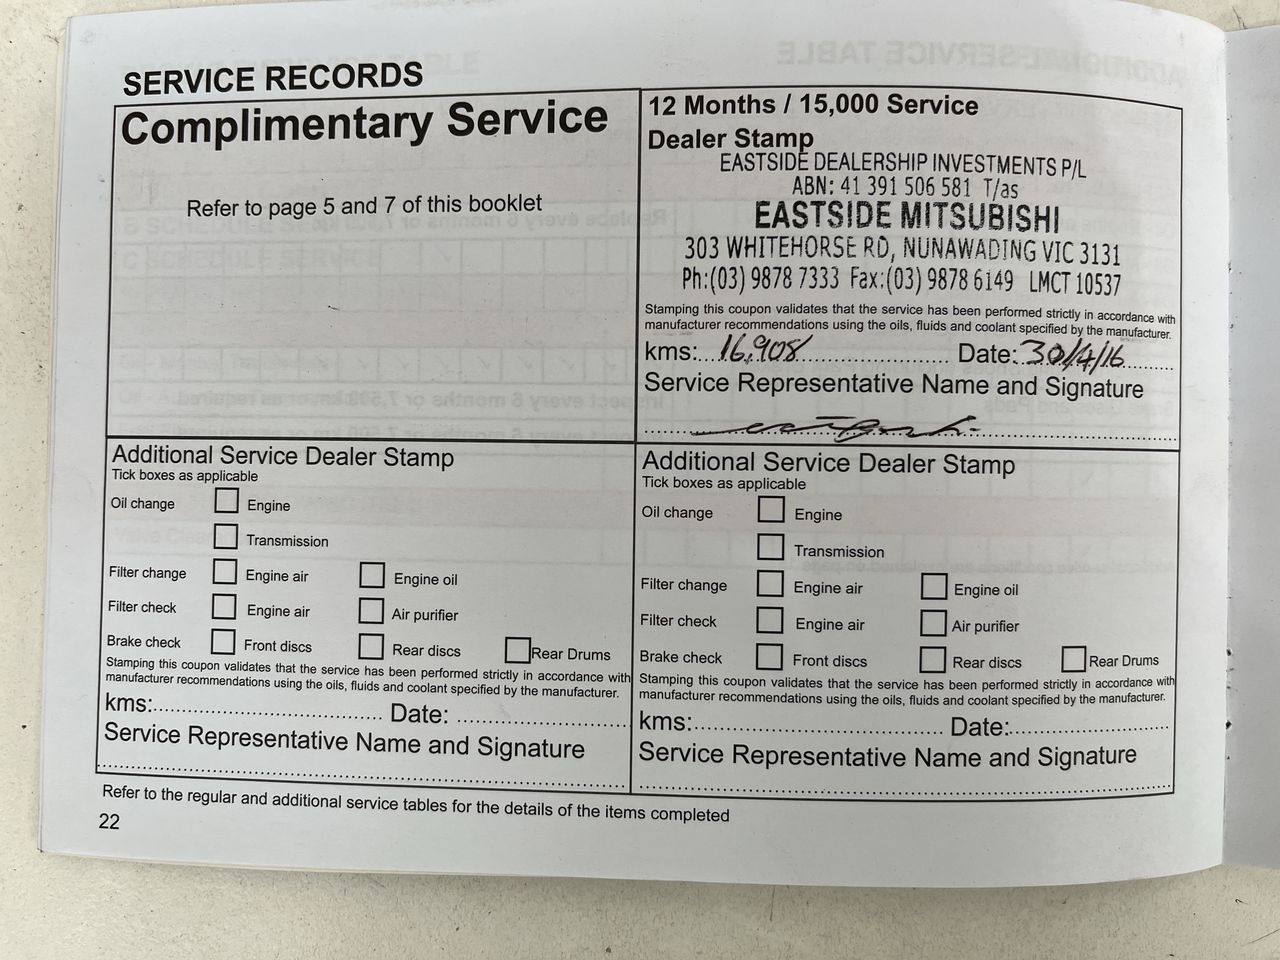 SERVICE RECORDS
Complimentary Service
Refer to page 5 and 7 of this booklet
12 Months / 15,000 Service
Dealer Stamp
EASTSIDE DEALERSHIP INVESTMENTS P/L
ABN: 41 391 506 581 T/as
EASTSIDE MITSUBISHI
303 WHITEHORSE RD, NUNAWADING VIC 3131
Ph:(03) 9878 7333 Fax:(03) 9878 6149 LMCT 10537
Stamping this coupon validates that the service has been performed strictly in accordance with
manufacturer recommendations using the oils, fluids and coolant specified by the manufacturer.
kms: 16,908 Date: 30/4/16
Service Representative Name and Signature
Additional Service Dealer Stamp
Tick boxes as applicable
Oil change Engine
Transmission
Filter change Engine air Engine oil
Filter check Engine air Air purifier
Brake check Front discs Rear discs Rear Drums
Stamping this coupon validates that the service has been performed strictly in accordance with
manufacturer recommendations using the oils, fluids and coolant specified by the manufacturer.
kms: Date:
Service Representative Name and Signature
Additional Service Dealer Stamp
Tick boxes as applicable
Oil change Engine
Transmission
Filter change Engine air Engine oil
Filter check Engine air Air purifier
Brake check Front discs Rear discs Rear Drums
Stamping this coupon validates that the service has been performed strictly in accordance with
manufacturer recommendations using the oils, fluids and coolant specified by the manufacturer.
kms: Date:
Service Representative Name and Signature
Refer to the regular and additional service tables for the details of the items completed
22